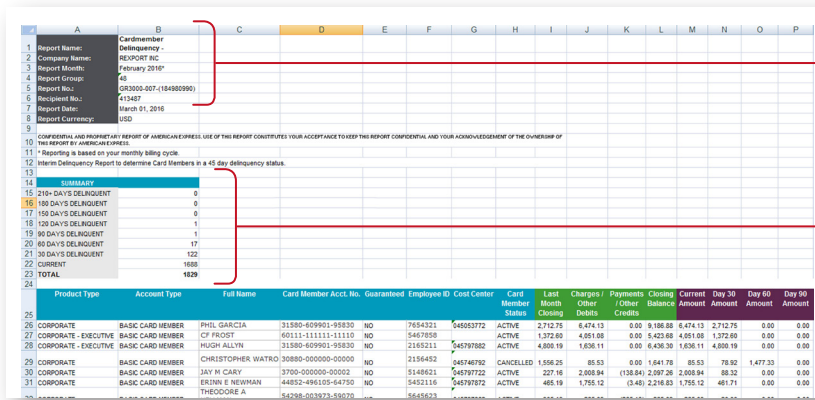 A B C D E F G H I J K L M N O P
1 Report Name: Cardmember Delinquency -
2 Company Name: REXPORT INC
3 Report Month: February 2016*
4 Report Group: 48
5 Report No.: GR3000-007-(184980990)
6 Recipient No.: 413487
7 Report Date: March 01, 2016
8 Report Currency: USD
9
10 CONFIDENTIAL AND PROPRIETARY REPORT OF AMERICAN EXPRESS. USE OF THIS REPORT CONSTITUTES YOUR ACCEPTANCE TO KEEP THIS REPORT CONFIDENTIAL AND YOUR ACKNOWLEDGEMENT OF THE OWNERSHIP OF
THIS REPORT BY AMERICAN EXPRESS.
11 * Reporting is based on your monthly billing cycle.
12 Interim Delinquency Report to determine Card Members in a 45 day delinquency status.
13
14 SUMMARY
15 210+ DAYS DELINQUENT 0
16 180 DAYS DELINQUENT 0
17 150 DAYS DELINQUENT 0
18 120 DAYS DELINQUENT 1
19 90 DAYS DELINQUENT 1
20 60 DAYS DELINQUENT 17
21 30 DAYS DELINQUENT 122
22 CURRENT 1688
23 TOTAL 1829
24
25 Product Type Account Type Full Name Card Member Acct. No. Guaranteed Employee ID Cost Center Card Member Status Last Month Closing Charges / Other Debits Payments / Other Credits Closing Balance Current Amount Day 30 Amount Day 60 Amount Day 90 Amount
26 CORPORATE BASIC CARD MEMBER PHIL GARCIA 31580-609901-95830 NO 7654321 045053772 ACTIVE 2,712.75 6,474.13 0.00 9,186.88 6,474.13 2,712.75 0.00 0.00
27 CORPORATE - EXECUTIVE BASIC CARD MEMBER CF FROST 60111-111111-11110 NO 5467858 ACTIVE 1,372.60 4,051.08 0.00 5,423.68 4,051.08 1,372.60 0.00 0.00
28 CORPORATE - EXECUTIVE BASIC CARD MEMBER HUGH ALLYN 31580-609901-95830 NO 2165211 045797882 ACTIVE 4,800.19 1,636.11 0.00 6,436.30 1,636.11 4,800.19 0.00 0.00
29 CORPORATE BASIC CARD MEMBER CHRISTOPHER WATRO 30880-000000-00000 NO 2156452 045746792 CANCELLED 1,556.25 85.53 0.00 1,641.78 85.53 78.92 1,477.33 0.00
30 CORPORATE BASIC CARD MEMBER JAY M CARY 3700-000000-00002 NO 5148621 045797722 ACTIVE 227.16 2,008.94 (138.84) 2,097.26 2,008.94 88.32 0.00 0.00
31 CORPORATE BASIC CARD MEMBER ERINN E NEWMAN 44852-496105-64750 NO 5452116 045797872 ACTIVE 465.19 1,755.12 (3.48) 2,216.83 1,755.12 461.71 0.00 0.00
THEODORE A 54298-003973-59070 5645623